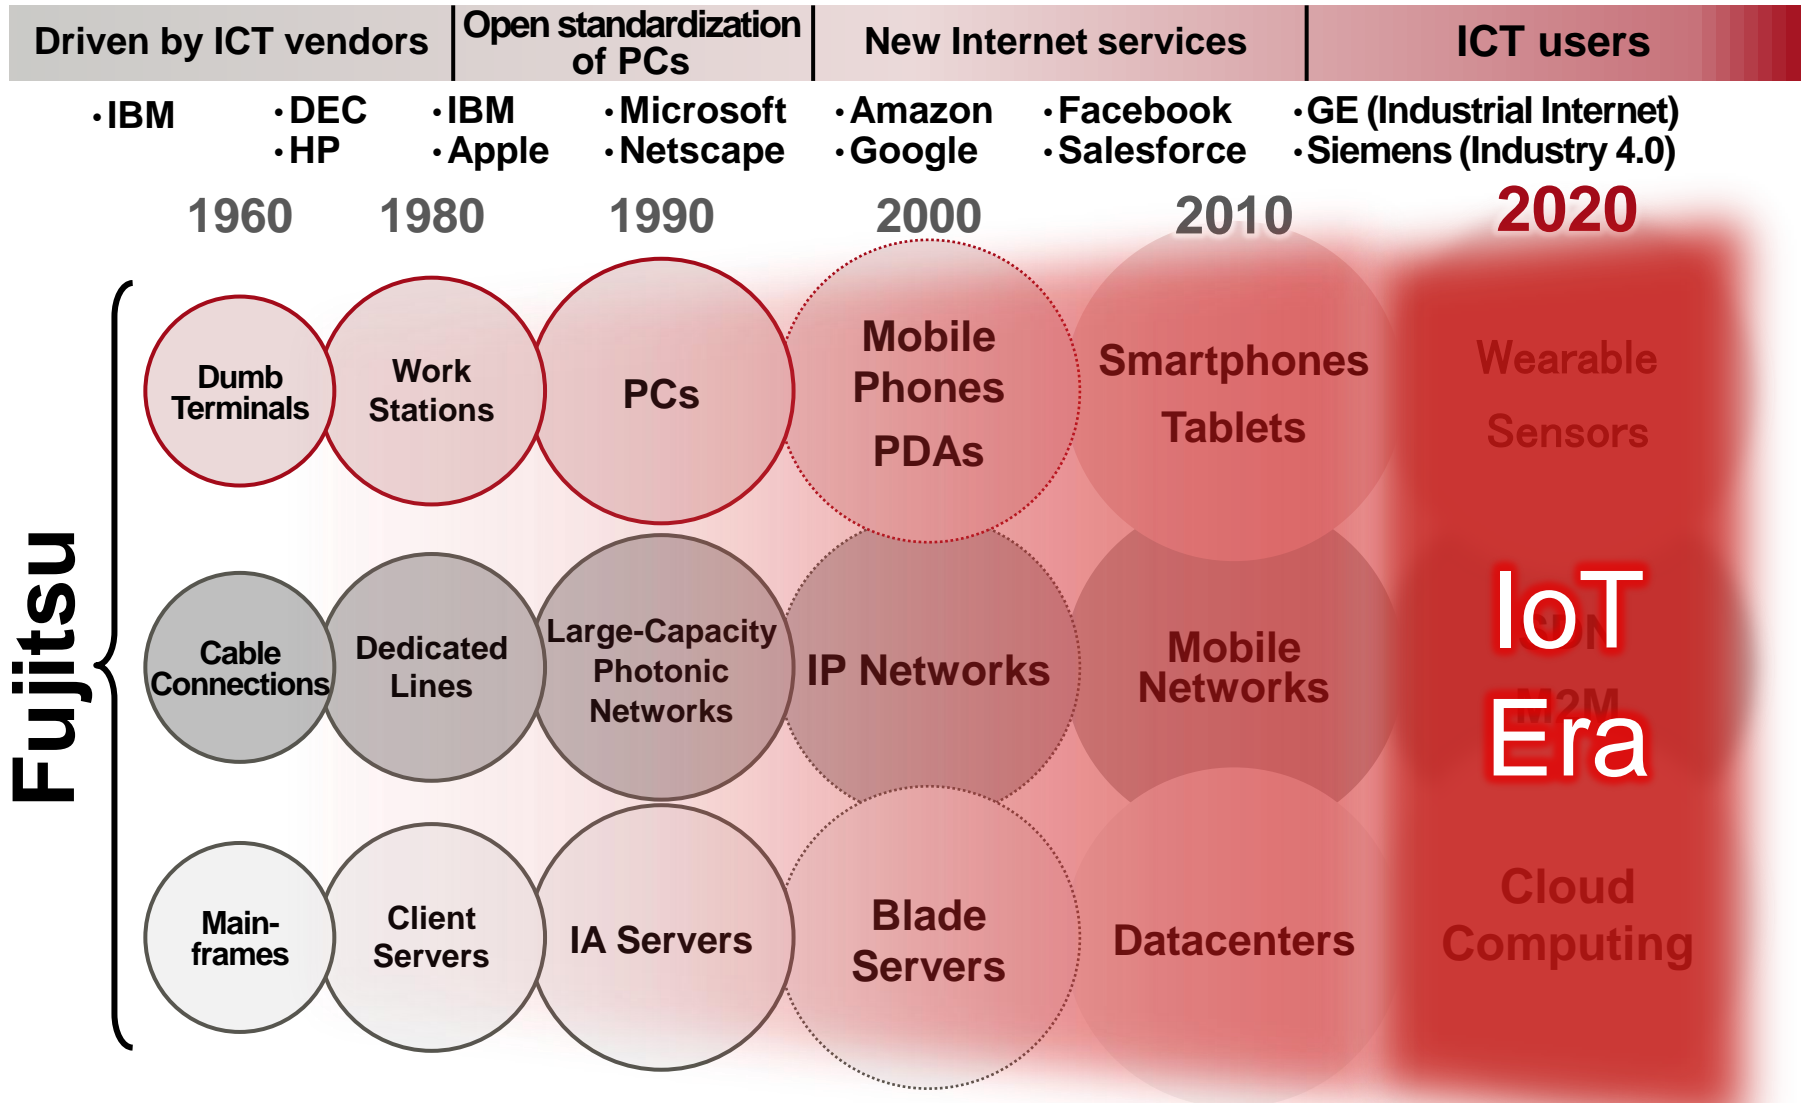 Driven by ICT vendors
Open standardization
of PCs
New Internet services
ICT users
・IBM
・DEC
・HP
・IBM
・Apple
・Microsoft
・Netscape
・Amazon
・Google
・Facebook
・Salesforce
・GE (Industrial Internet)
・Siemens (Industry 4.0)
1960
1980
1990
2000
2010
2020
Fujitsu
Dumb
Terminals
Work
Stations
PCs
Mobile
Phones
PDAs
Smartphones
Tablets
Wearable
Sensors
Cable
Connections
Dedicated
Lines
Large-Capacity
Photonic
Networks
IP Networks
Mobile
Networks
SDN
M2M
IoT
Era
Main-
frames
Client
Servers
IA Servers
Blade
Servers
Datacenters
Cloud
Computing